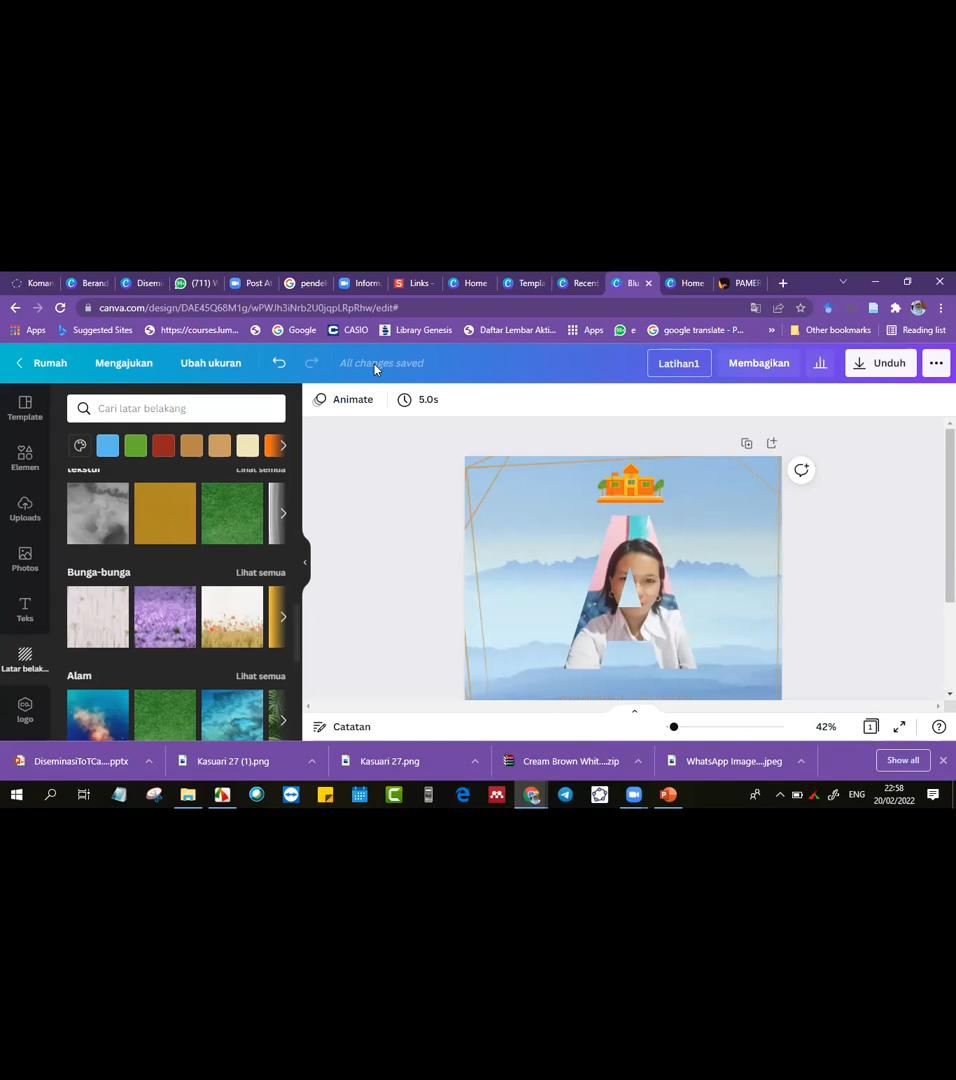 Koman
Berand
Disemi
(711) W
Post At
pende
Inform
Links -
Home
Templa
Recent
Blu
Home
PAMER
canva.com/design/DAE45Q68M1g/wPWJh3iNrb2U0jqpLRpRhw/edit#
Apps
Suggested Sites
https://coursesJum...
Google
CASIO
Library Genesis
Daftar Lembar Akti...
Apps
e
google translate - P...
»
Other bookmarks
Reading list
Rumah
Mengajukan
Ubah ukuran
All changes saved
Latihan1
Membagikan
Unduh
Template
Elemen
Uploads
Photos
Teks
Latar belak...
logo
Cari latar belakang
Lihat semua
Bunga-bunga
Lihat semua
Alam
Lihat semua
Animate
5.0s
Catatan
42%
1
DiseminasiToTCa....pptx
Kasuari 27 (1).png
Kasuari 27.png
Cream Brown Whit....zip
WhatsApp Image....jpeg
Show all
ENG
22:58
20/02/2022